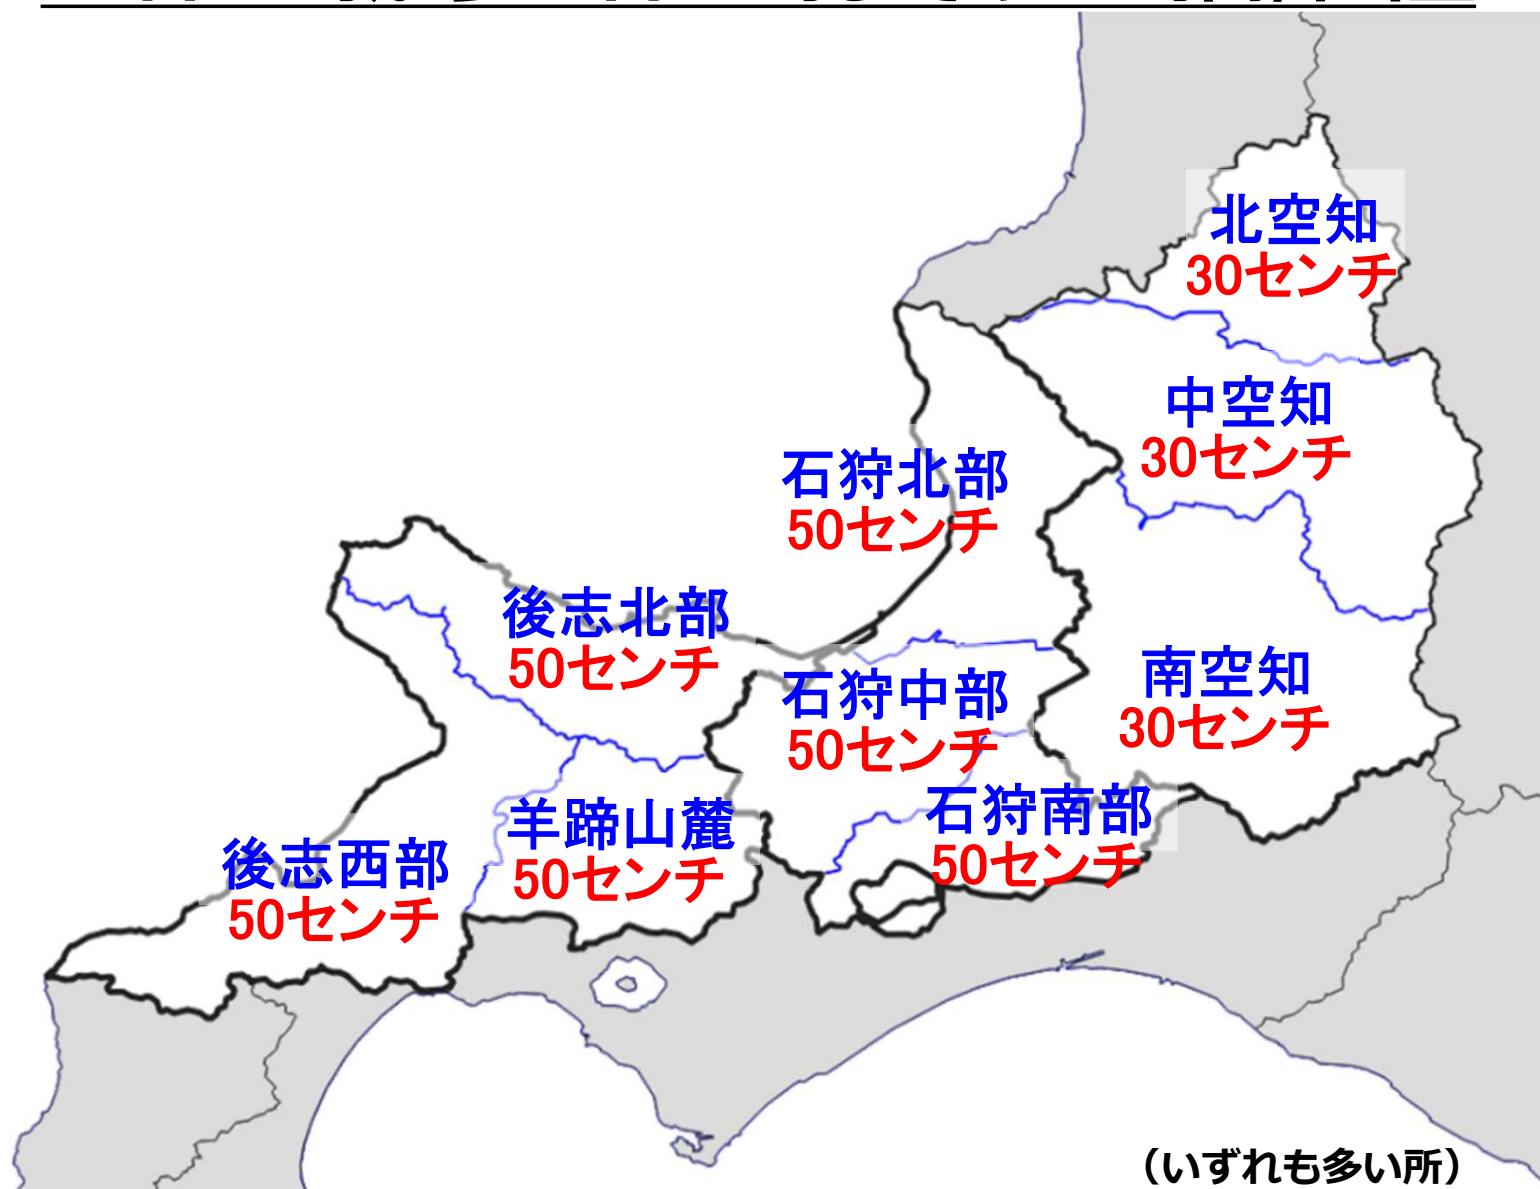 北空知
30センチ
中空知
30センチ
石狩北部
50センチ
後志北部
50センチ
石狩中部
50センチ
南空知
30センチ
石狩南部
50センチ
羊蹄山麓
50センチ
後志西部
50センチ
（いずれも多い所）